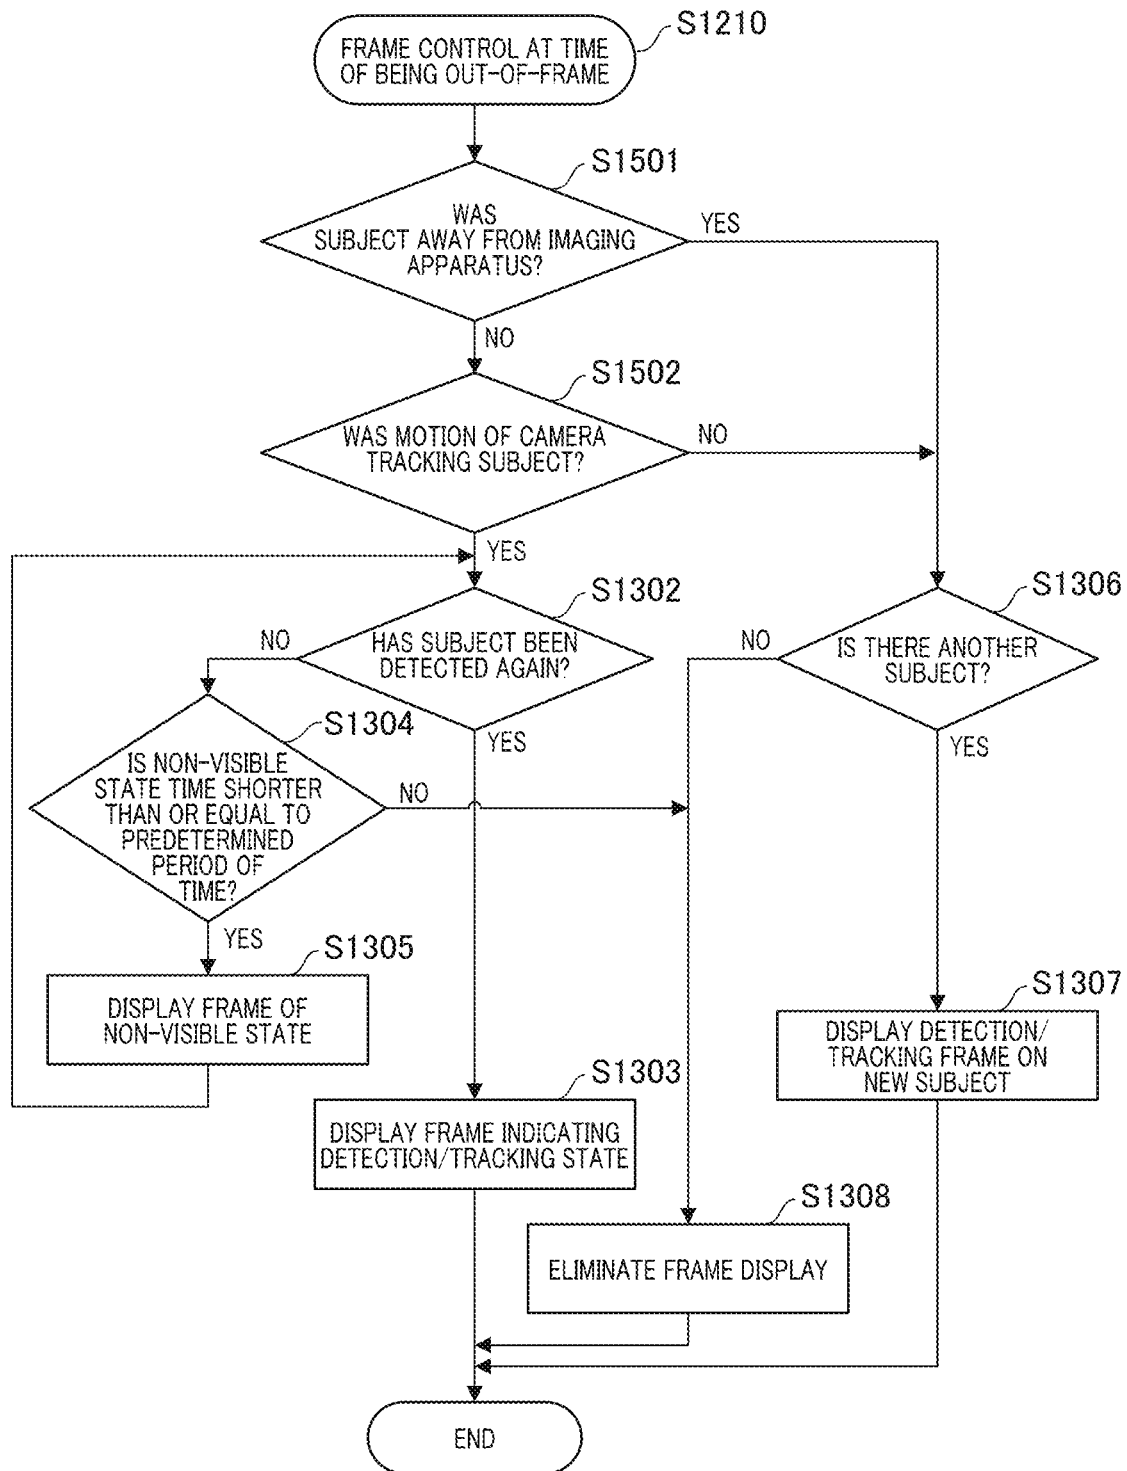 S1210
FRAME CONTROL AT TIME
OF BEING OUT-OF-FRAME
S1501
WAS
SUBJECT AWAY FROM IMAGING
APPARATUS?
YES
NO
S1502
WAS MOTION OF CAMERA
TRACKING SUBJECT?
NO
YES
S1302
HAS SUBJECT BEEN
DETECTED AGAIN?
NO
YES
S1306
IS THERE ANOTHER
SUBJECT?
NO
YES
S1304
IS NON-VISIBLE
STATE TIME SHORTER
THAN OR EQUAL TO
PREDETERMINED
PERIOD OF
TIME?
NO
YES
S1305
DISPLAY FRAME OF
NON-VISIBLE STATE
S1307
DISPLAY DETECTION/
TRACKING FRAME ON
NEW SUBJECT
S1303
DISPLAY FRAME INDICATING
DETECTION/TRACKING STATE
S1308
ELIMINATE FRAME DISPLAY
END